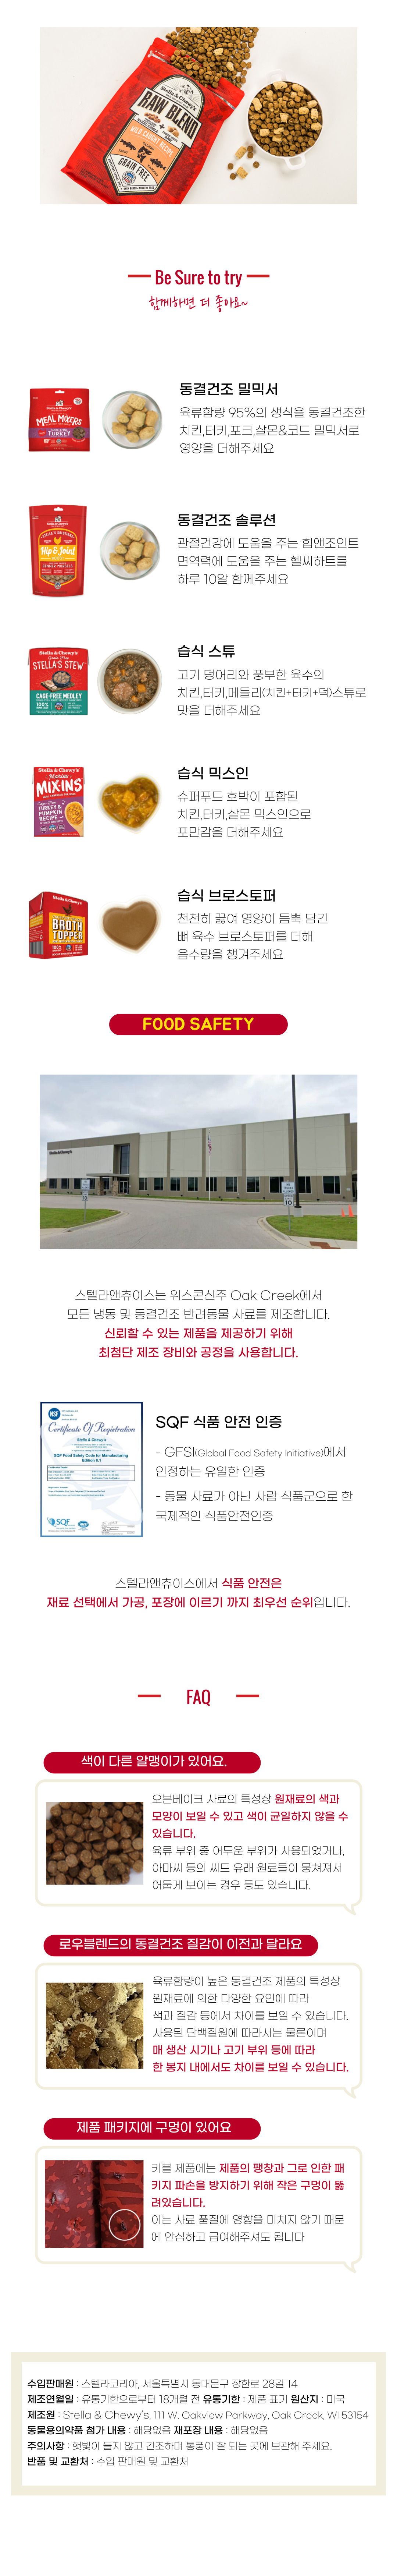 Stella & Chewy's
RAW BLEND
WILD CAUGHT RECIPE
GRAIN FREE
Be Sure to try
함께하면 더 좋아요~
Stella & Chewy's
MEAL MIXERS
TURKEY
동결건조 밀믹서
육류함량 95%의 생식을 동결건조한
치킨,터키,포크,살몬&코드 밀믹서로
영양을 더해주세요
Stella & Chewy's
Hip & Joint
동결건조 솔루션
관절건강에 도움을 주는 힙앤조인트
면역력에 도움을 주는 헬씨하트를
하루 10알 함께주세요
Stella & Chewy's
STELLA'S STEW
CAGE-FREE MEDLEY
습식 스튜
고기 덩어리와 풍부한 육수의
치킨,터키,메들리(치킨+터키+덕)스튜로
맛을 더해주세요
Stella & Chewy's
Marie's
MIX'INS
TURKEY &
PUMPKIN
RECIPE
습식 믹스인
슈퍼푸드 호박이 포함된
치킨,터키,살몬 믹스인으로
포만감을 더해주세요
Stella & Chewy's
BROTH
TOPPER
습식 브로스토퍼
천천히 끓여 영양이 듬뿍 담긴
뼈 육수 브로스토퍼를 더해
음수량을 챙겨주세요
FOOD SAFETY
Stella & Chewy's
스텔라앤츄이스는 위스콘신주 Oak Creek에서
모든 냉동 및 동결건조 반려동물 사료를 제조합니다.
신뢰할 수 있는 제품을 제공하기 위해
최첨단 제조 장비와 공정을 사용합니다.
NSF
Certificate Of Registration
Stella & Chewy's
SQF Food Safety Code for Manufacturing
Edition 8.1
SQF
SQF 식품 안전 인증
- GFSI(Global Food Safety Initiative)에서
인정하는 유일한 인증
- 동물 사료가 아닌 사람 식품군으로 한
국제적인 식품안전인증
스텔라앤츄이스에서 식품 안전은
재료 선택에서 가공, 포장에 이르기 까지 최우선 순위입니다.
FAQ
색이 다른 알맹이가 있어요.
오븐베이크 사료의 특성상 원재료의 색과
모양이 보일 수 있고 색이 균일하지 않을 수
있습니다.
육류 부위 중 어두운 부위가 사용되었거나,
아마씨 등의 씨드 유래 원료들이 뭉쳐져서
어둡게 보이는 경우 등도 있습니다.
로우블렌드의 동결건조 질감이 이전과 달라요
육류함량이 높은 동결건조 제품의 특성상
원재료에 의한 다양한 요인에 따라
색과 질감 등에서 차이를 보일 수 있습니다.
사용된 단백질원에 따라서는 물론이며
매 생산 시기나 고기 부위 등에 따라
한 봉지 내에서도 차이를 보일 수 있습니다.
제품 패키지에 구멍이 있어요
키블 제품에는 제품의 팽창과 그로 인한 패
키지 파손을 방지하기 위해 작은 구멍이 뚫
려있습니다.
이는 사료 품질에 영향을 미치지 않기 때문
에 안심하고 급여해주셔도 됩니다
수입판매원 : 스텔라코리아, 서울특별시 동대문구 장한로 28길 14
제조연월일 : 유통기한으로부터 18개월 전 유통기한 : 제품 표기 원산지 : 미국
제조원 : Stella & Chewy's, 111 W. Oakview Parkway, Oak Creek, WI 53154
동물용의약품 첨가 내용 : 해당없음 재포장 내용 : 해당없음
주의사항 : 햇빛이 들지 않고 건조하며 통풍이 잘 되는 곳에 보관해 주세요.
반품 및 교환처 : 수입 판매원 및 교환처